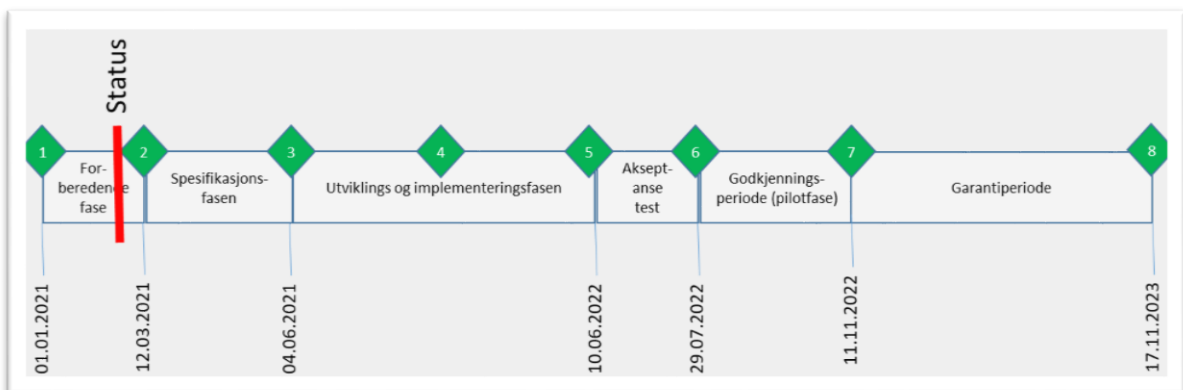 Status
1
2
3
4
5
6
7
8
For-
beredende
fase
Spesifikasjons-
fasen
Utviklings og implementeringsfasen
Aksept-
anse
test
Godkjennings-
periode (pilotfase)
Garantiperiode
01.01.2021
12.03.2021
04.06.2021
10.06.2022
29.07.2022
11.11.2022
17.11.2023